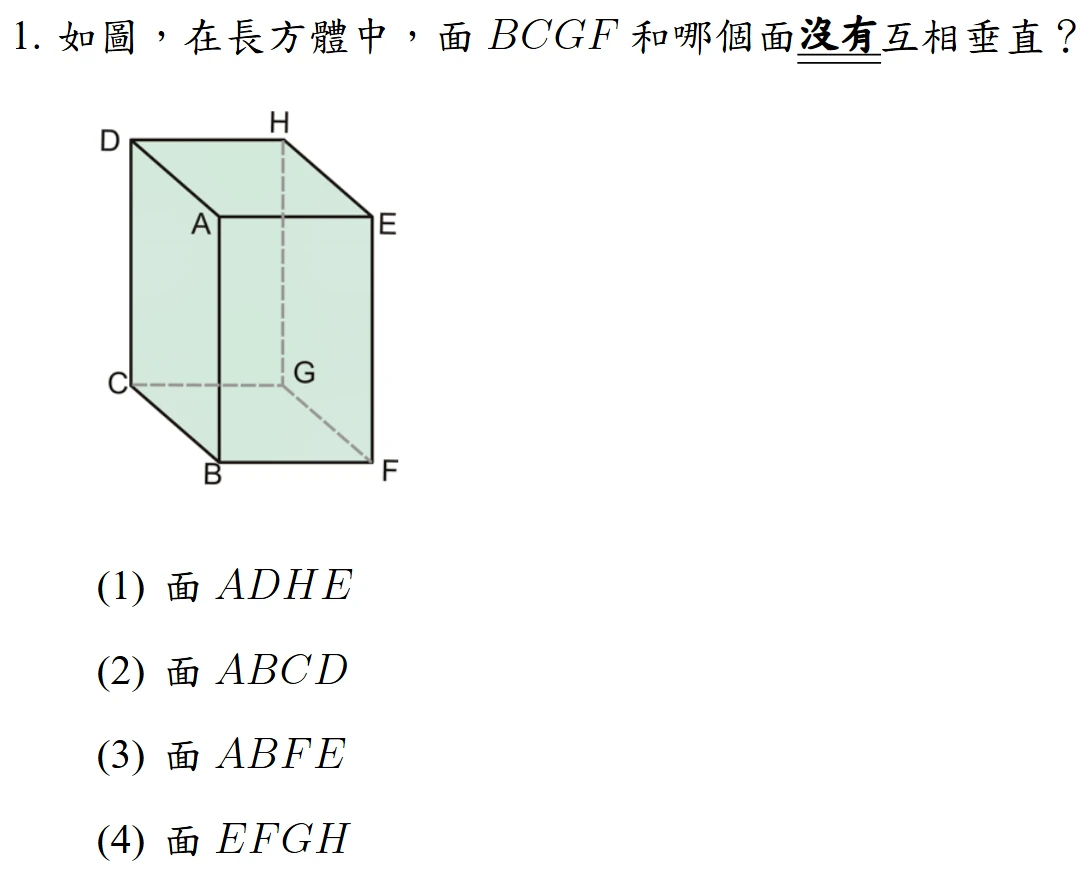 1. 如圖，在長方體中，面 BCGF 和哪個面沒有互相垂直？
H
D
A
E
G
C
B
F
(1) 面 ADHE
(2) 面 ABCD
(3) 面 ABFE
(4) 面 EFGH